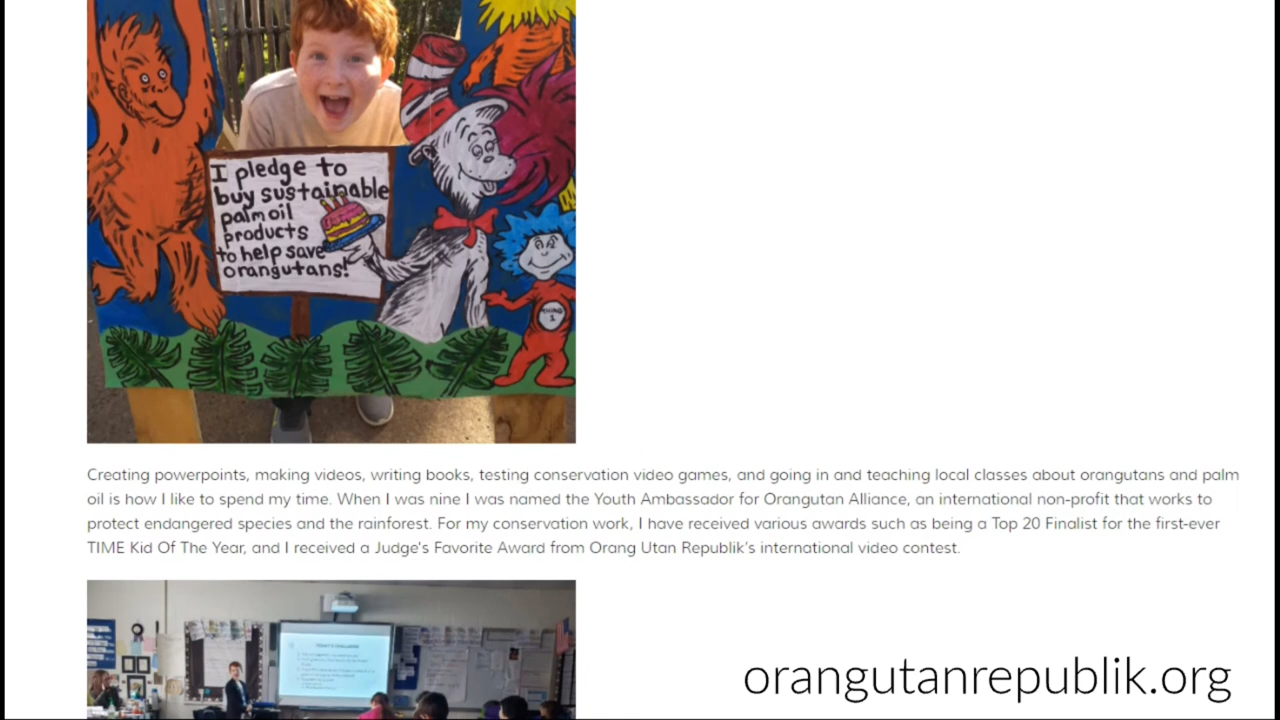 I pledge to
buy sustainable
palm oil
products
to help save
orangutans!
THING
1
Creating powerpoints, making videos, writing books, testing conservation video games, and going in and teaching local classes about orangutans and palm
oil is how I like to spend my time. When I was nine I was named the Youth Ambassador for Orangutan Alliance, an international non-profit that works to
protect endangered species and the rainforest. For my conservation work, I have received various awards such as being a Top 20 Finalist for the first-ever
TIME Kid Of The Year, and I received a Judge's Favorite Award from Orang Utan Republik's international video contest.
TODAY'S CHALLENGE
orangutanrepublik.org